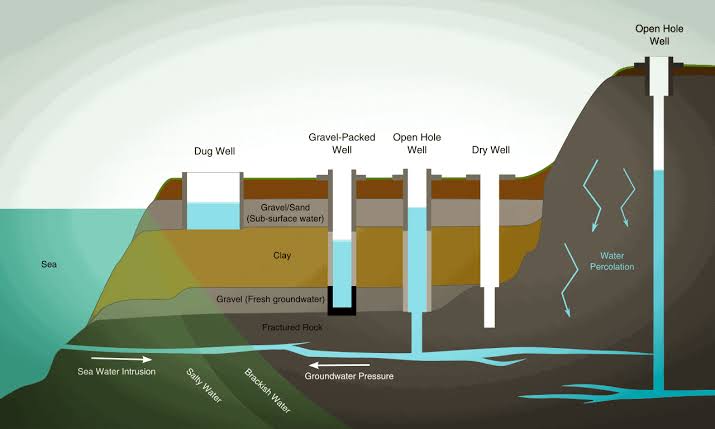 Open Hole
Well
Dug Well
Gravel-Packed
Well
Open Hole
Well
Dry Well
Gravel/Sand
(Sub-surface water)
Sea
Clay
Water
Percolation
Gravel (Fresh groundwater)
Fractured Rock
Sea Water Intrusion
Salty Water
Brackish Water
Groundwater Pressure